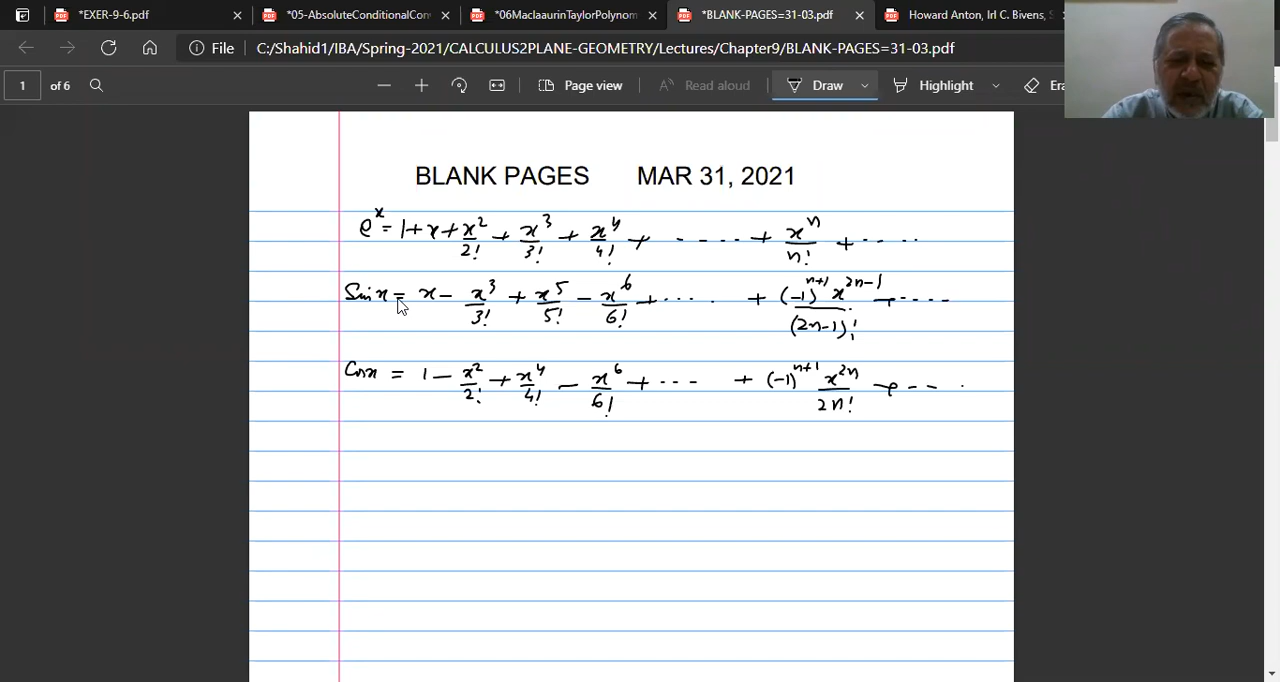 *EXER-9-6.pdf
*05-AbsoluteConditionalCon
*06MaclaaurinTaylorPolynom
*BLANK-PAGES=31-03.pdf
Howard Anton, Irl C. Bivens, S
File C:/Shahid1/IBA/Spring-2021/CALCULUS2PLANE-GEOMETRY/Lectures/Chapter9/BLANK-PAGES=31-03.pdf
1 of 6 Page view Read aloud Draw Highlight Era
BLANK PAGES MAR 31, 2021
e^x = 1 + x + x^2/2! + x^3/3! + x^4/4! + ------ + x^n/n! + ----
Sin x = x - x^3/3! + x^5/5! - x^6/6! + ---- + (-1)^{n+1} x^{2n-1}/(2n-1)! + ----
Cos x = 1 - x^2/2! + x^4/4! - x^6/6! + --- + (-1)^{n+1} x^{2n}/2n! + ---